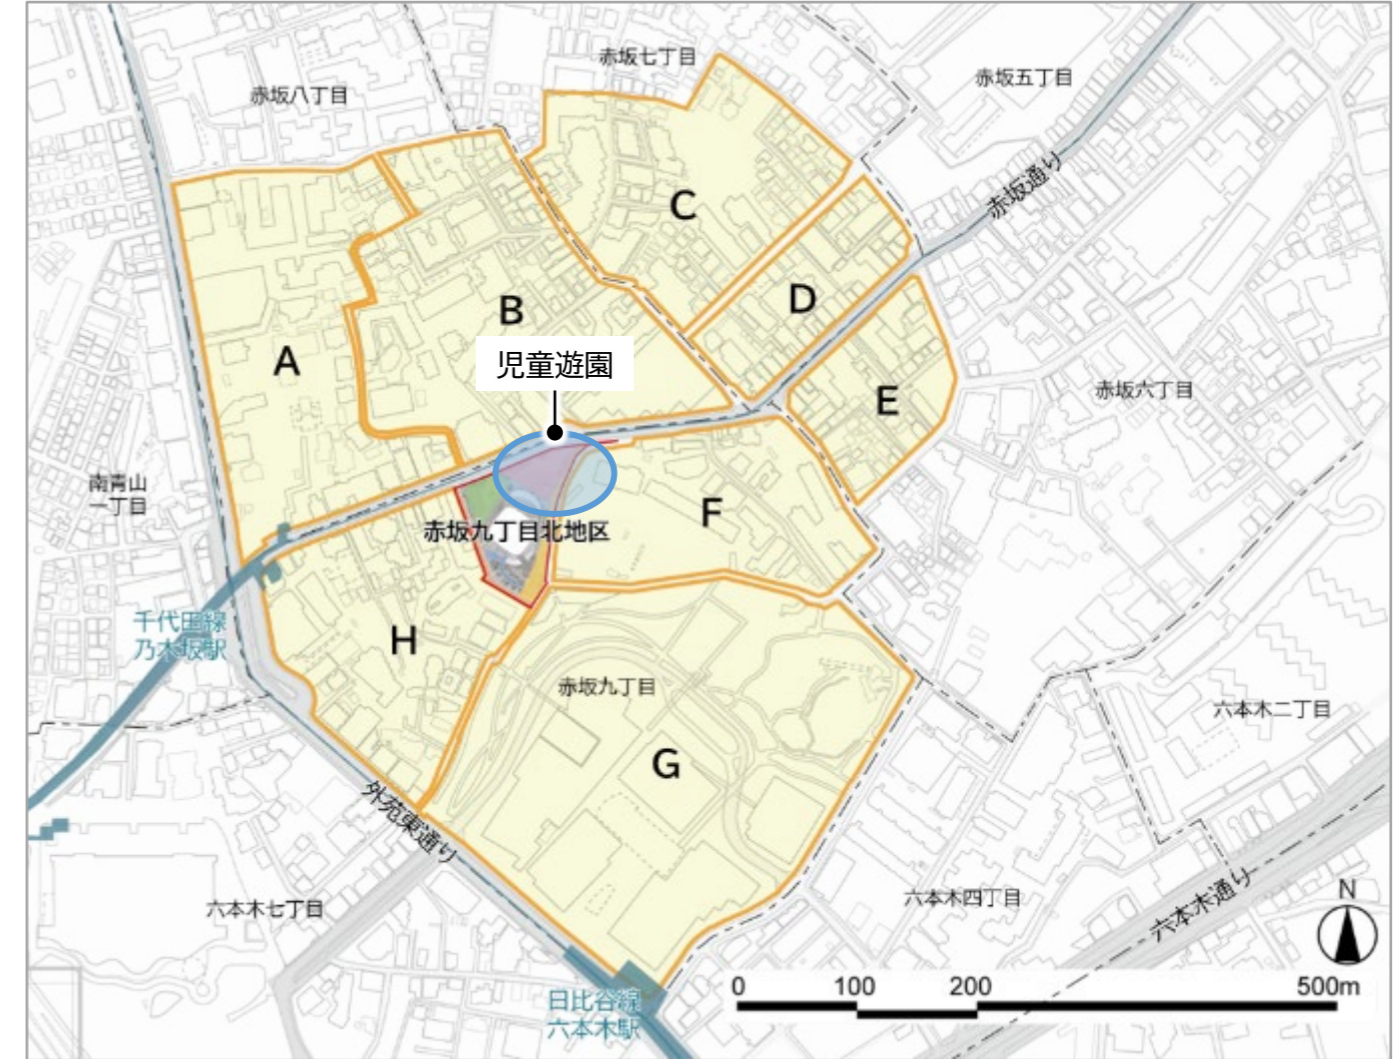 赤坂七丁目
赤坂五丁目
赤坂八丁目
赤坂通り
C
D
B
児童遊園
A
E
赤坂六丁目
南青山
一丁目
F
赤坂九丁目北地区
千代田線
乃木坂駅
H
赤坂九丁目
六本木二丁目
G
外苑東通り
六本木七丁目
六本木四丁目
六本木通り
N
0 100 200 500m
日比谷線
六本木駅